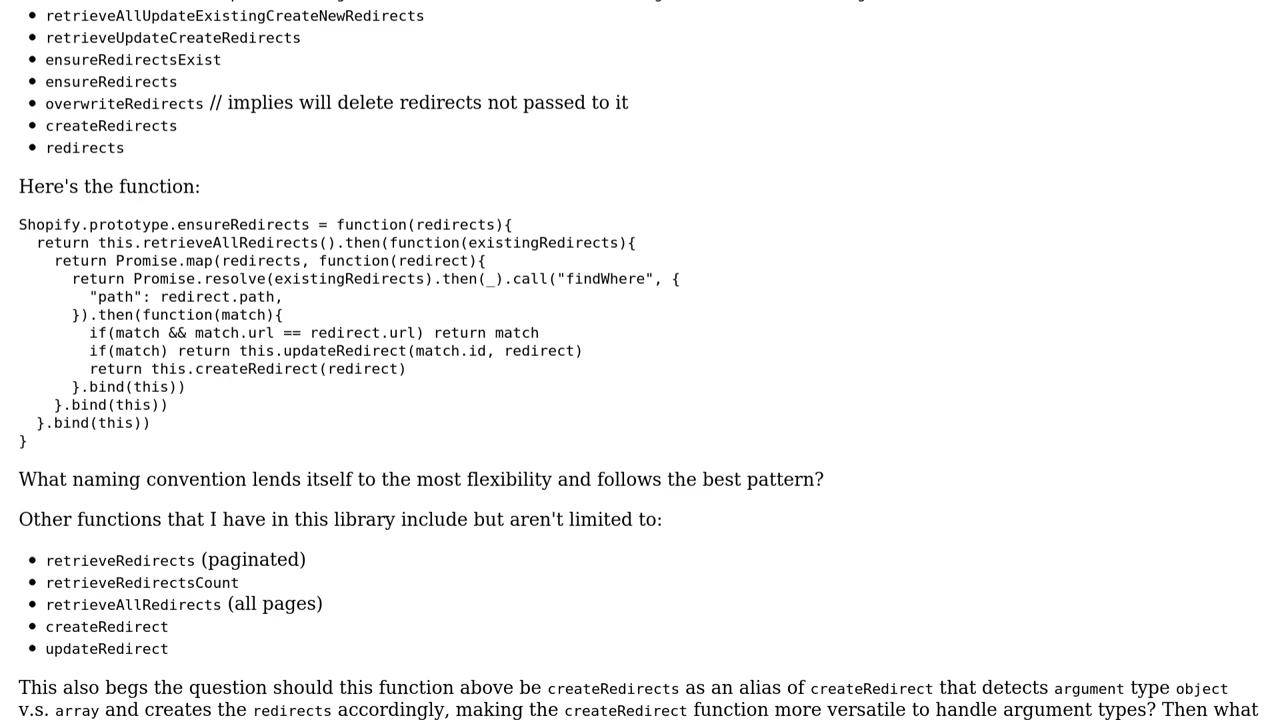 retrieveAllUpdateExistingCreateNewRedirects
retrieveUpdateCreateRedirects
ensureRedirectsExist
ensureRedirects
overwriteRedirects // implies will delete redirects not passed to it
createRedirects
redirects
Here's the function:
Shopify.prototype.ensureRedirects = function(redirects){
  return this.retrieveAllRedirects().then(function(existingRedirects){
    return Promise.map(redirects, function(redirect){
      return Promise.resolve(existingRedirects).then(_).call("findWhere", {
        "path": redirect.path,
      }).then(function(match){
        if(match && match.url == redirect.url) return match
        if(match) return this.updateRedirect(match.id, redirect)
        return this.createRedirect(redirect)
      }.bind(this))
    }.bind(this))
  }.bind(this))
}
What naming convention lends itself to the most flexibility and follows the best pattern?
Other functions that I have in this library include but aren't limited to:
retrieveRedirects (paginated)
retrieveRedirectsCount
retrieveAllRedirects (all pages)
createRedirect
updateRedirect
This also begs the question should this function above be createRedirects as an alias of createRedirect that detects argument type object
v.s. array and creates the redirects accordingly, making the createRedirect function more versatile to handle argument types? Then what